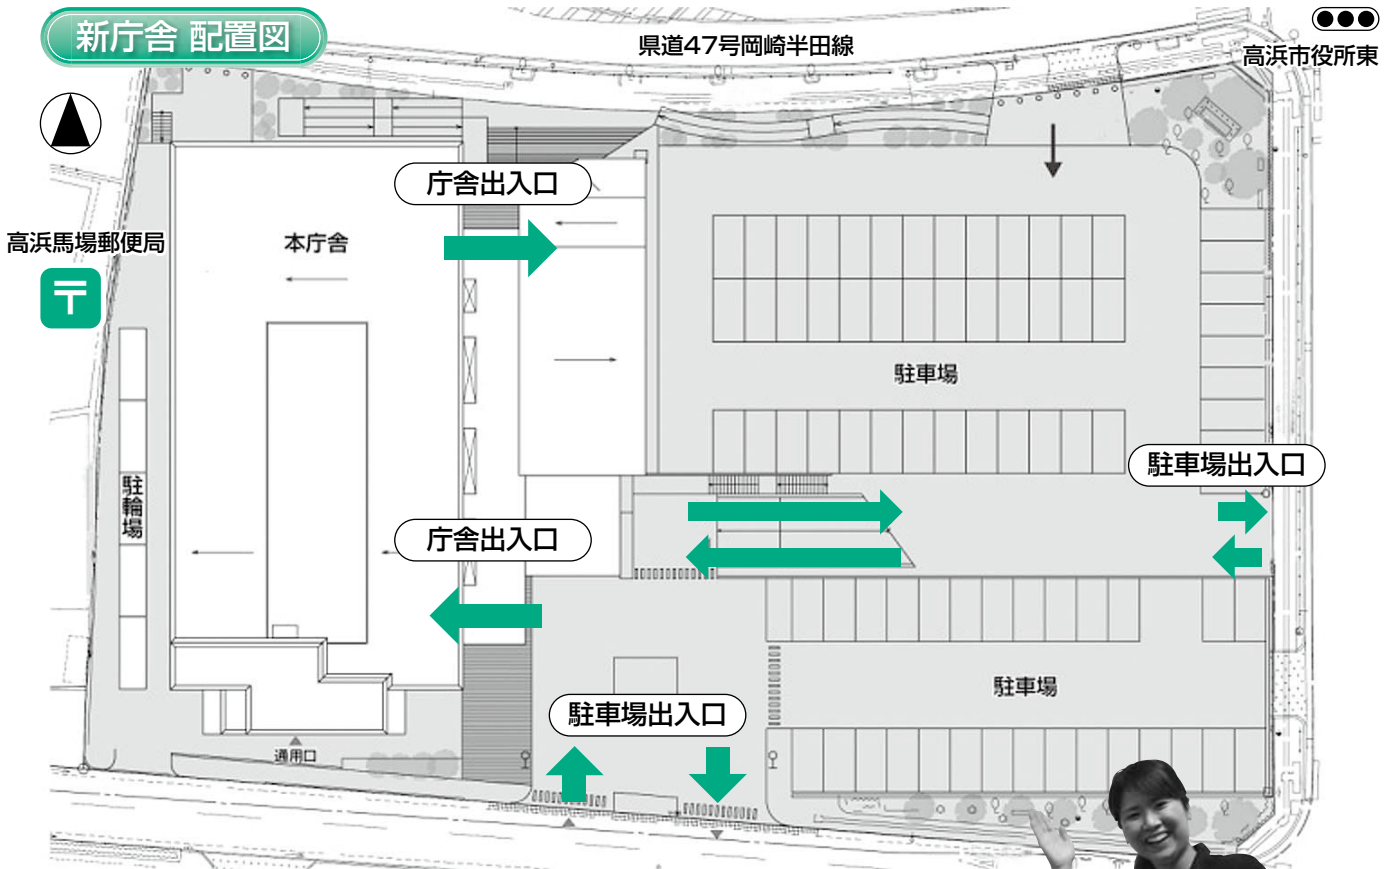 新庁舎 配置図
県道47号岡崎半田線
高浜市役所東
庁舎出入口
高浜馬場郵便局
〒
本庁舎
駐車場
駐車場出入口
駐輪場
庁舎出入口
駐車場
駐車場出入口
通用口